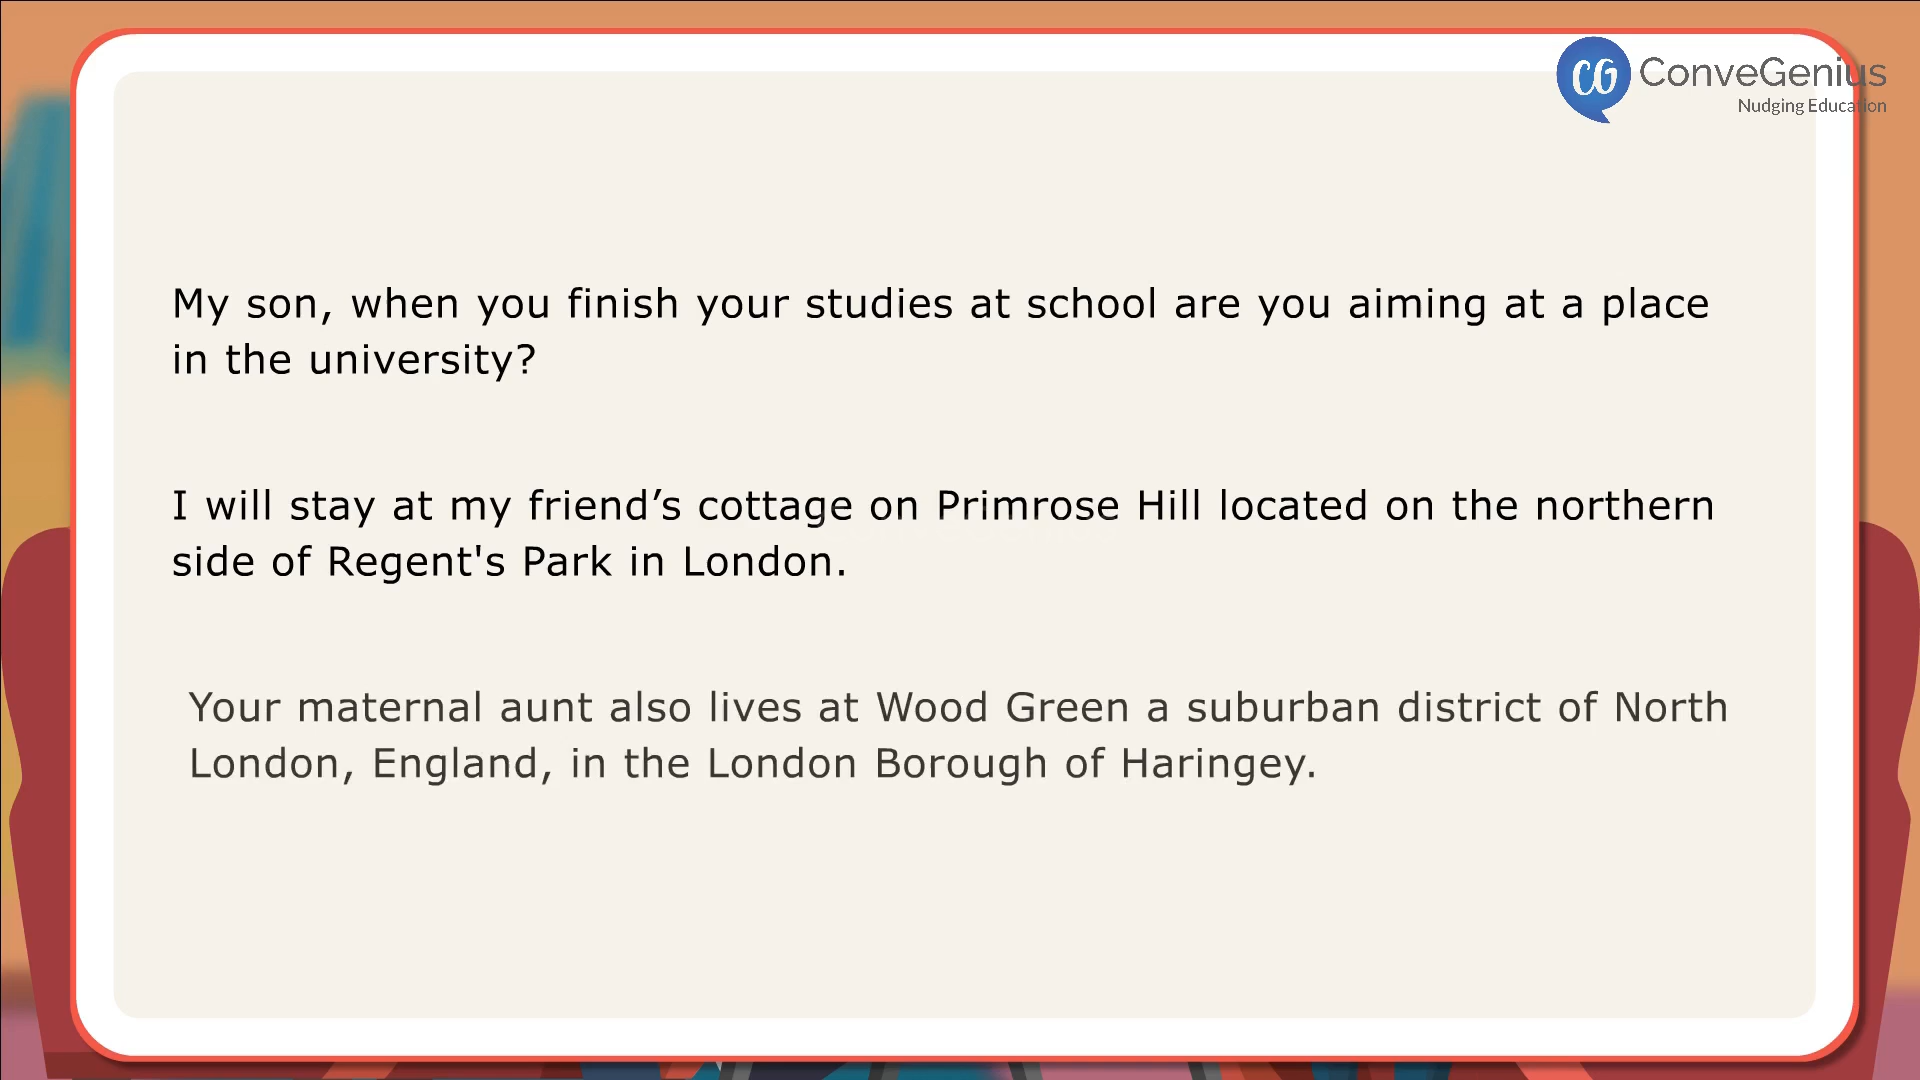 CG ConveGenius
Nudging Education
My son, when you finish your studies at school are you aiming at a place
in the university?
I will stay at my friend’s cottage on Primrose Hill located on the northern
side of Regent's Park in London.
Your maternal aunt also lives at Wood Green a suburban district of North
London, England, in the London Borough of Haringey.